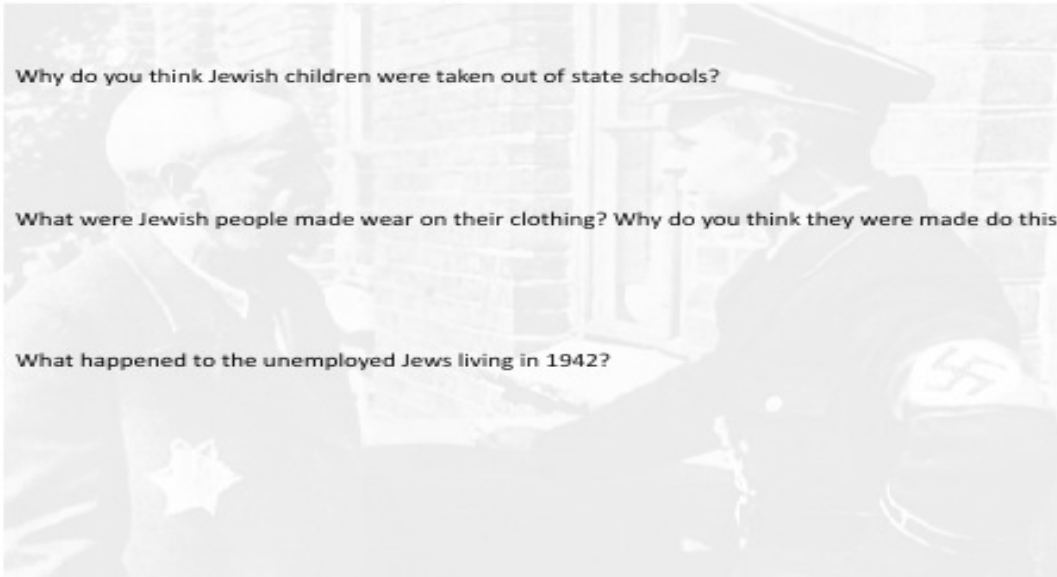 Why do you think Jewish children were taken out of state schools?
What were Jewish people made wear on their clothing? Why do you think they were made do this
What happened to the unemployed Jews living in 1942?